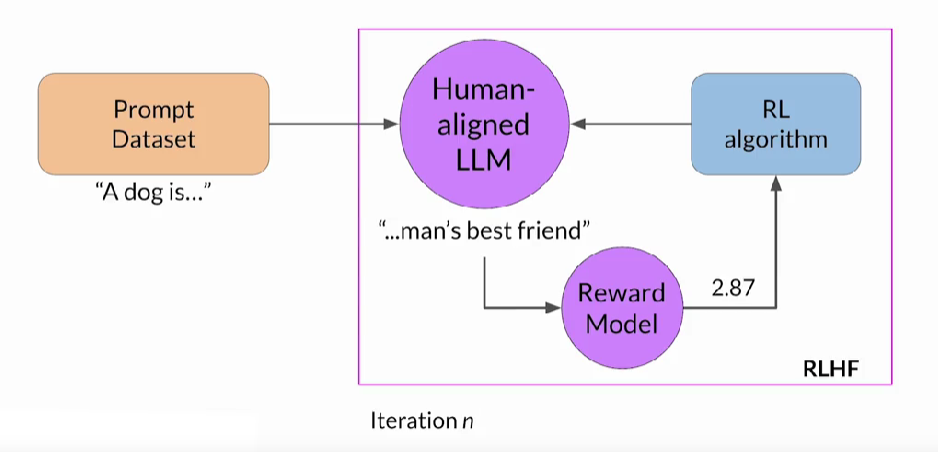 Prompt
Dataset
“A dog is...”
Human-
aligned
LLM
RL
algorithm
“...man’s best friend”
Reward
Model
2.87
RLHF
Iteration n